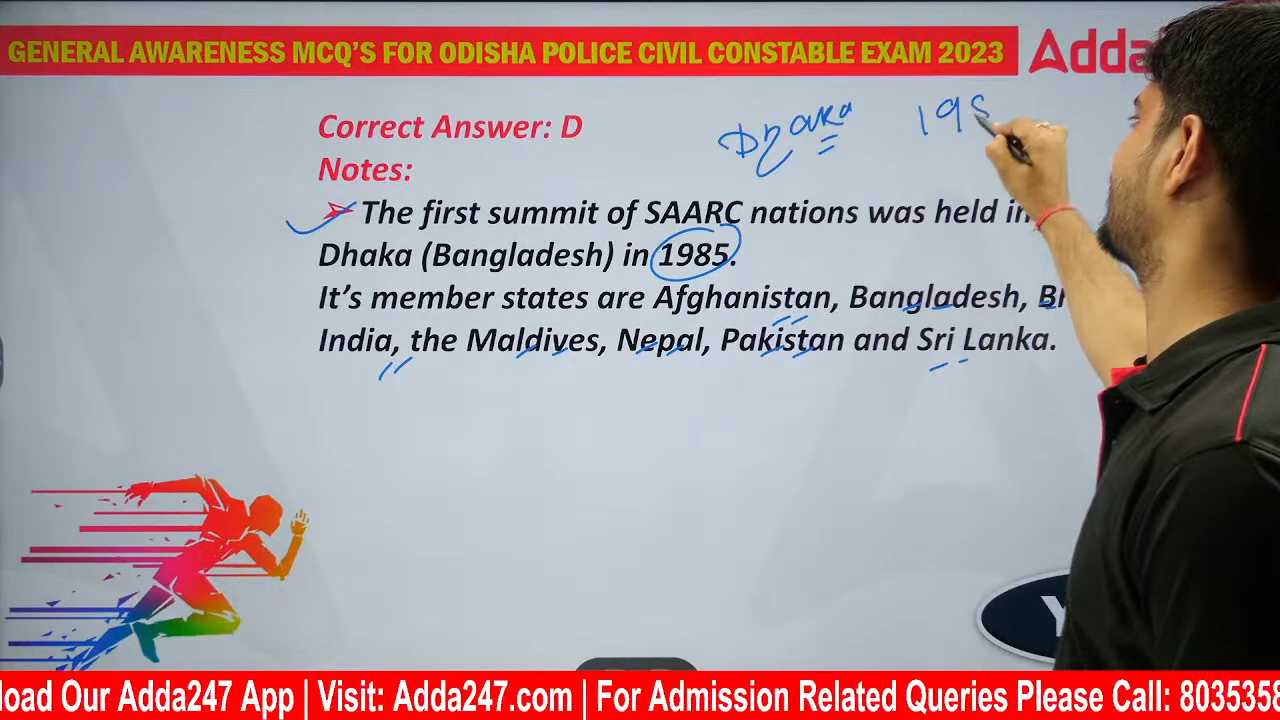 GENERAL AWARENESS MCQ'S FOR ODISHA POLICE CIVIL CONSTABLE EXAM 2023
Adda
Correct Answer: D
Dhaka 198
Notes:
➢ The first summit of SAARC nations was held in
Dhaka (Bangladesh) in 1985.
It's member states are Afghanistan, Bangladesh,
India, the Maldives, Nepal, Pakistan and Sri Lanka.
load Our Adda247 App | Visit: Adda247.com | For Admission Related Queries Please Call: 8035358